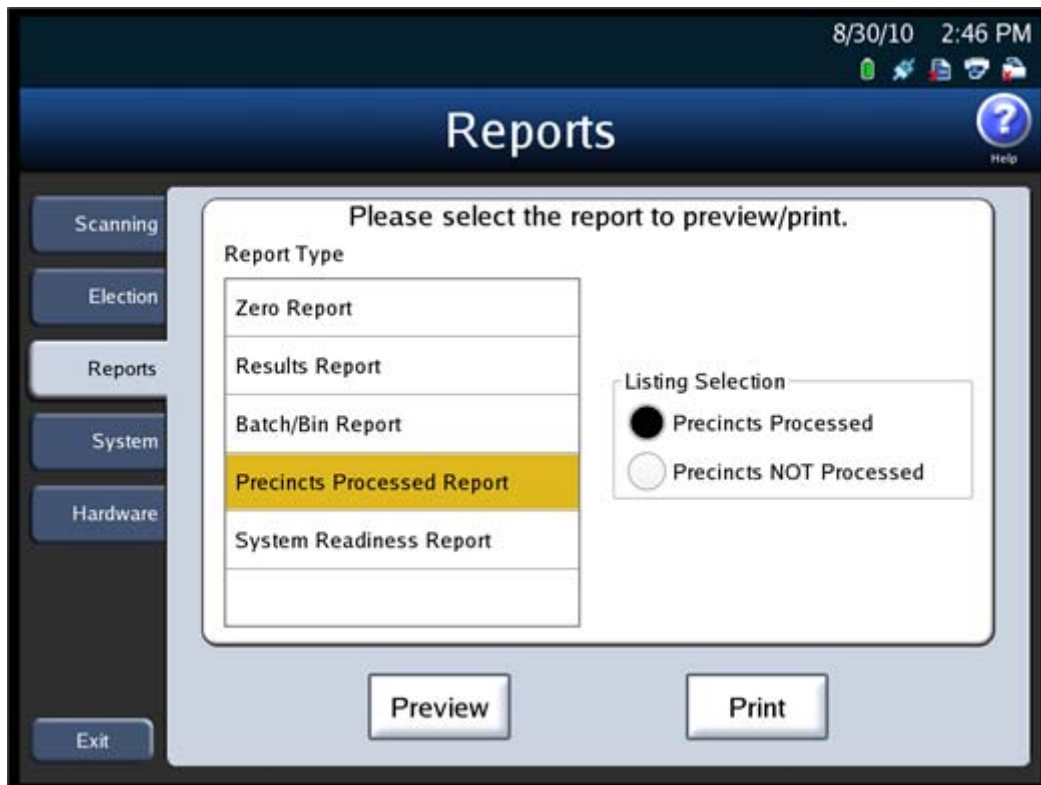 8/30/10 2:46 PM
Reports
Help
Scanning
Election
Reports
System
Hardware
Exit
Please select the report to preview/print.
Report Type
Zero Report
Results Report
Batch/Bin Report
Precincts Processed Report
System Readiness Report
Listing Selection
Precincts Processed
Precincts NOT Processed
Preview
Print